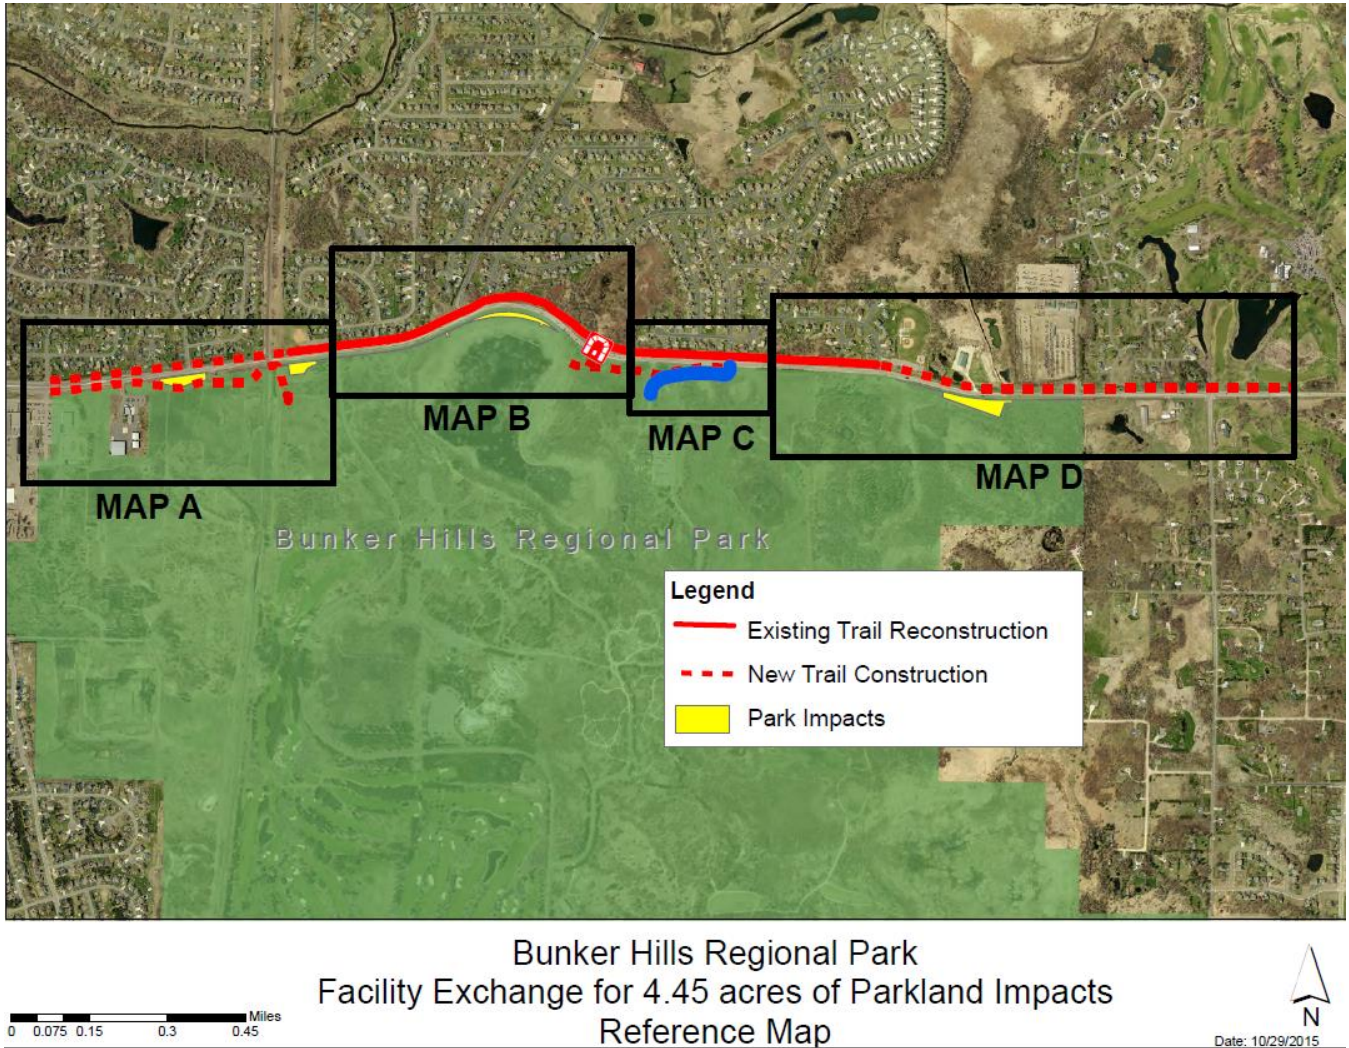 MAP A
MAP B
MAP C
MAP D
Bunker Hills Regional Park
Legend
Existing Trail Reconstruction
New Trail Construction
Park Impacts
Bunker Hills Regional Park
Facility Exchange for 4.45 acres of Parkland Impacts
Reference Map
Miles
0 0.075 0.15 0.3 0.45
N
Date: 10/29/2015